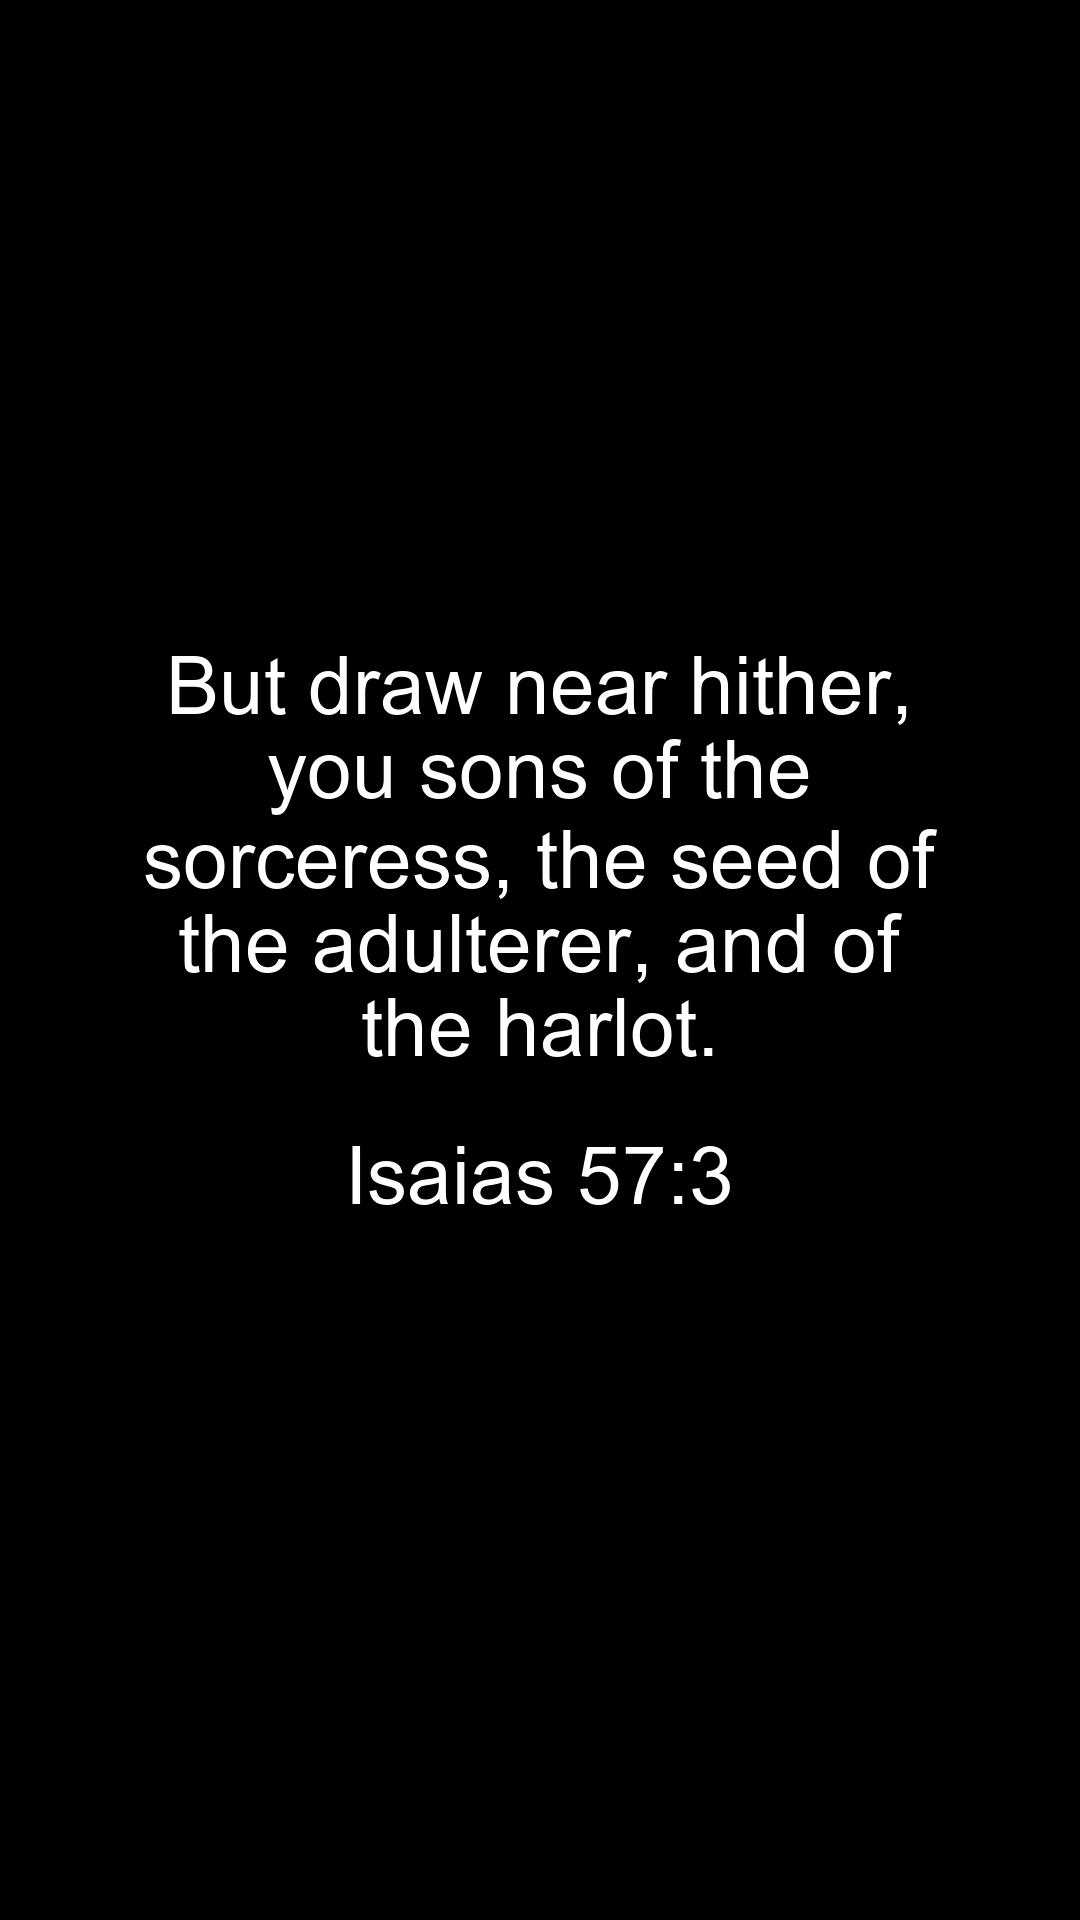 But draw near hither,
you sons of the
sorceress, the seed of
the adulterer, and of
the harlot.
Isaias 57:3